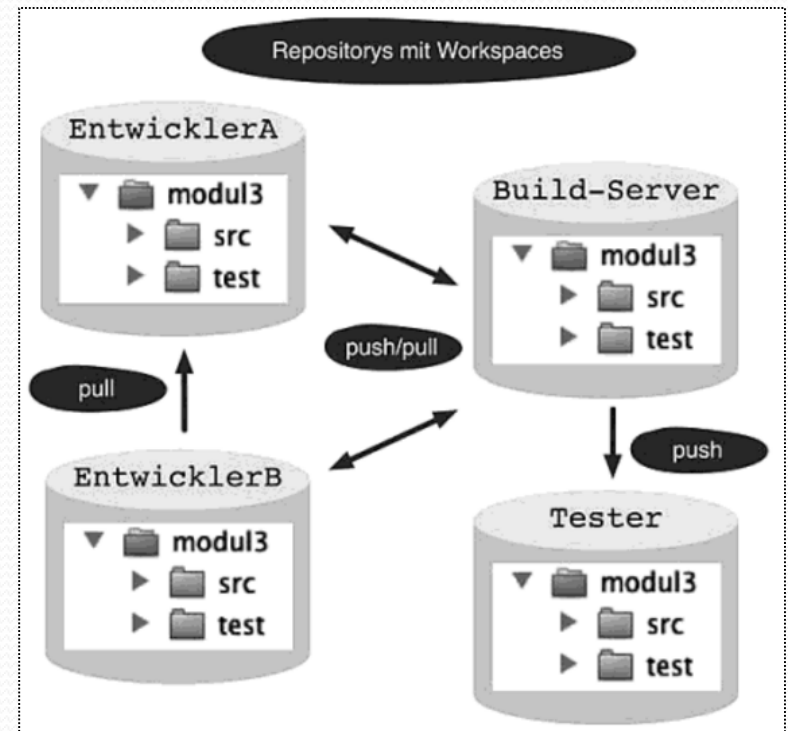 Repositorys mit Workspaces
EntwicklerA
modul3
src
test
Build-Server
modul3
src
test
push/pull
pull
EntwicklerB
modul3
src
test
push
Tester
modul3
src
test